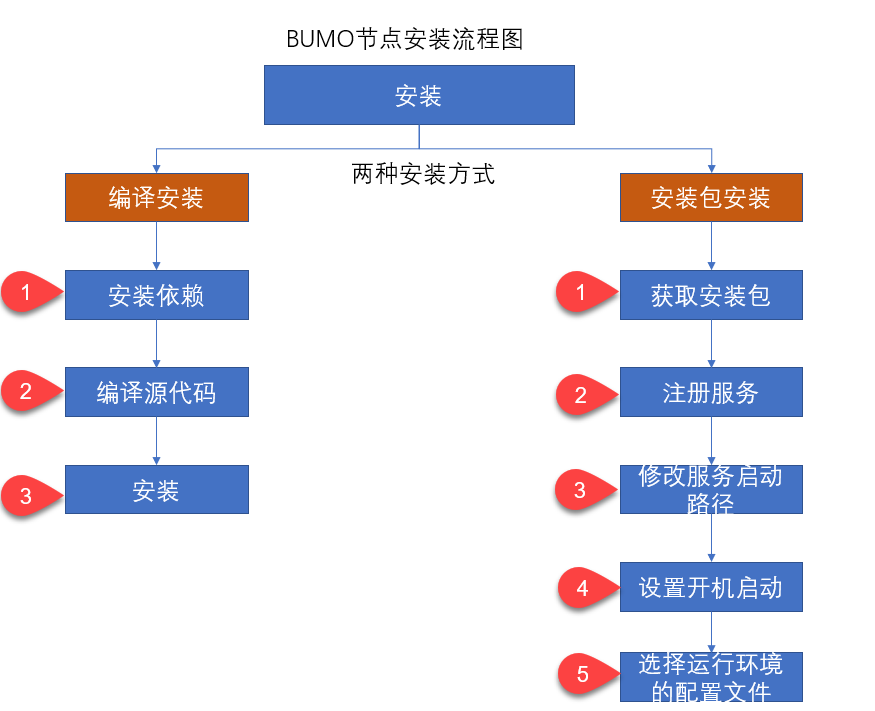 BUMO节点安装流程图
安装
两种安装方式
编译安装
1
安装依赖
2
编译源代码
3
安装
安装包安装
1
获取安装包
2
注册服务
3
修改服务启动
路径
4
设置开机启动
5
选择运行环境
的配置文件